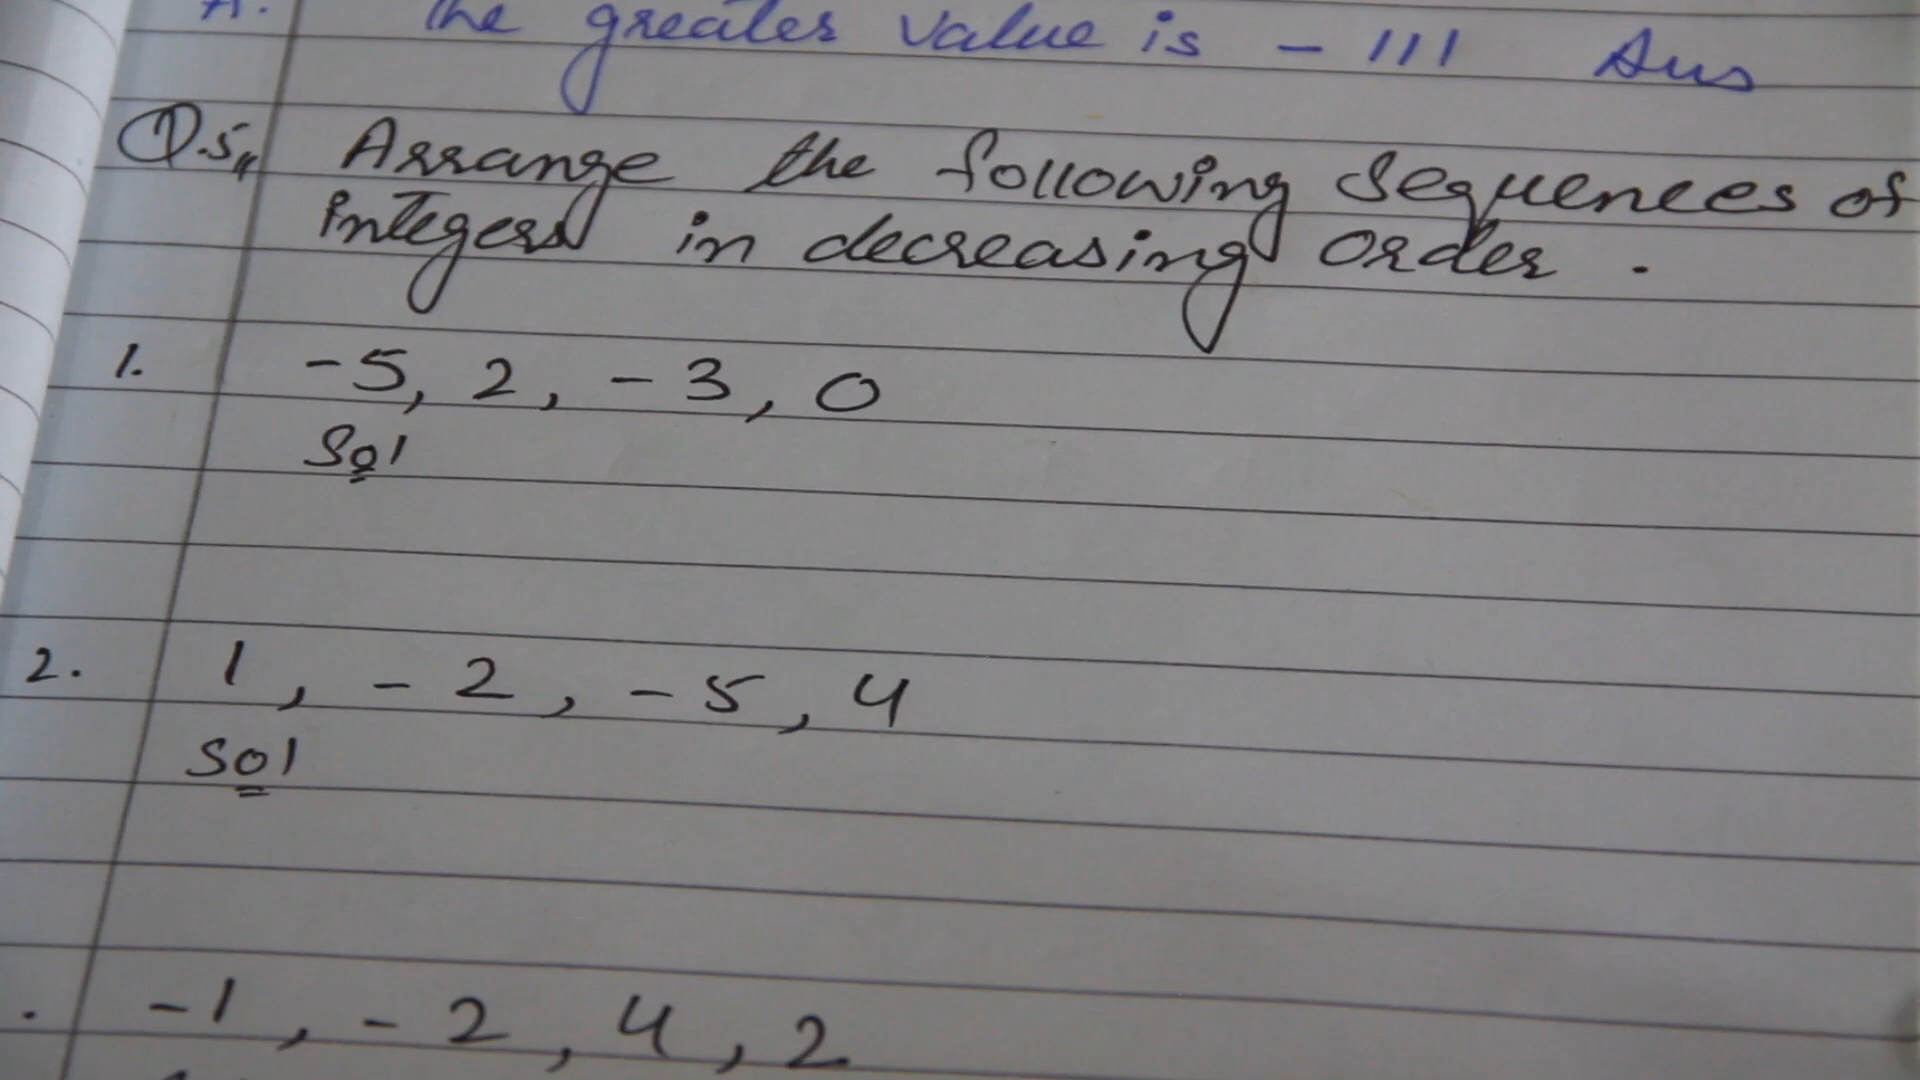 A. the greater value is - 111 Ans
Q.5,, Arrange the following sequences of
integers in decreasing order .
1. -5, 2, -3, 0
Sol
2. 1, -2, -5, 4
Sol
. -1, -2, 4, 2